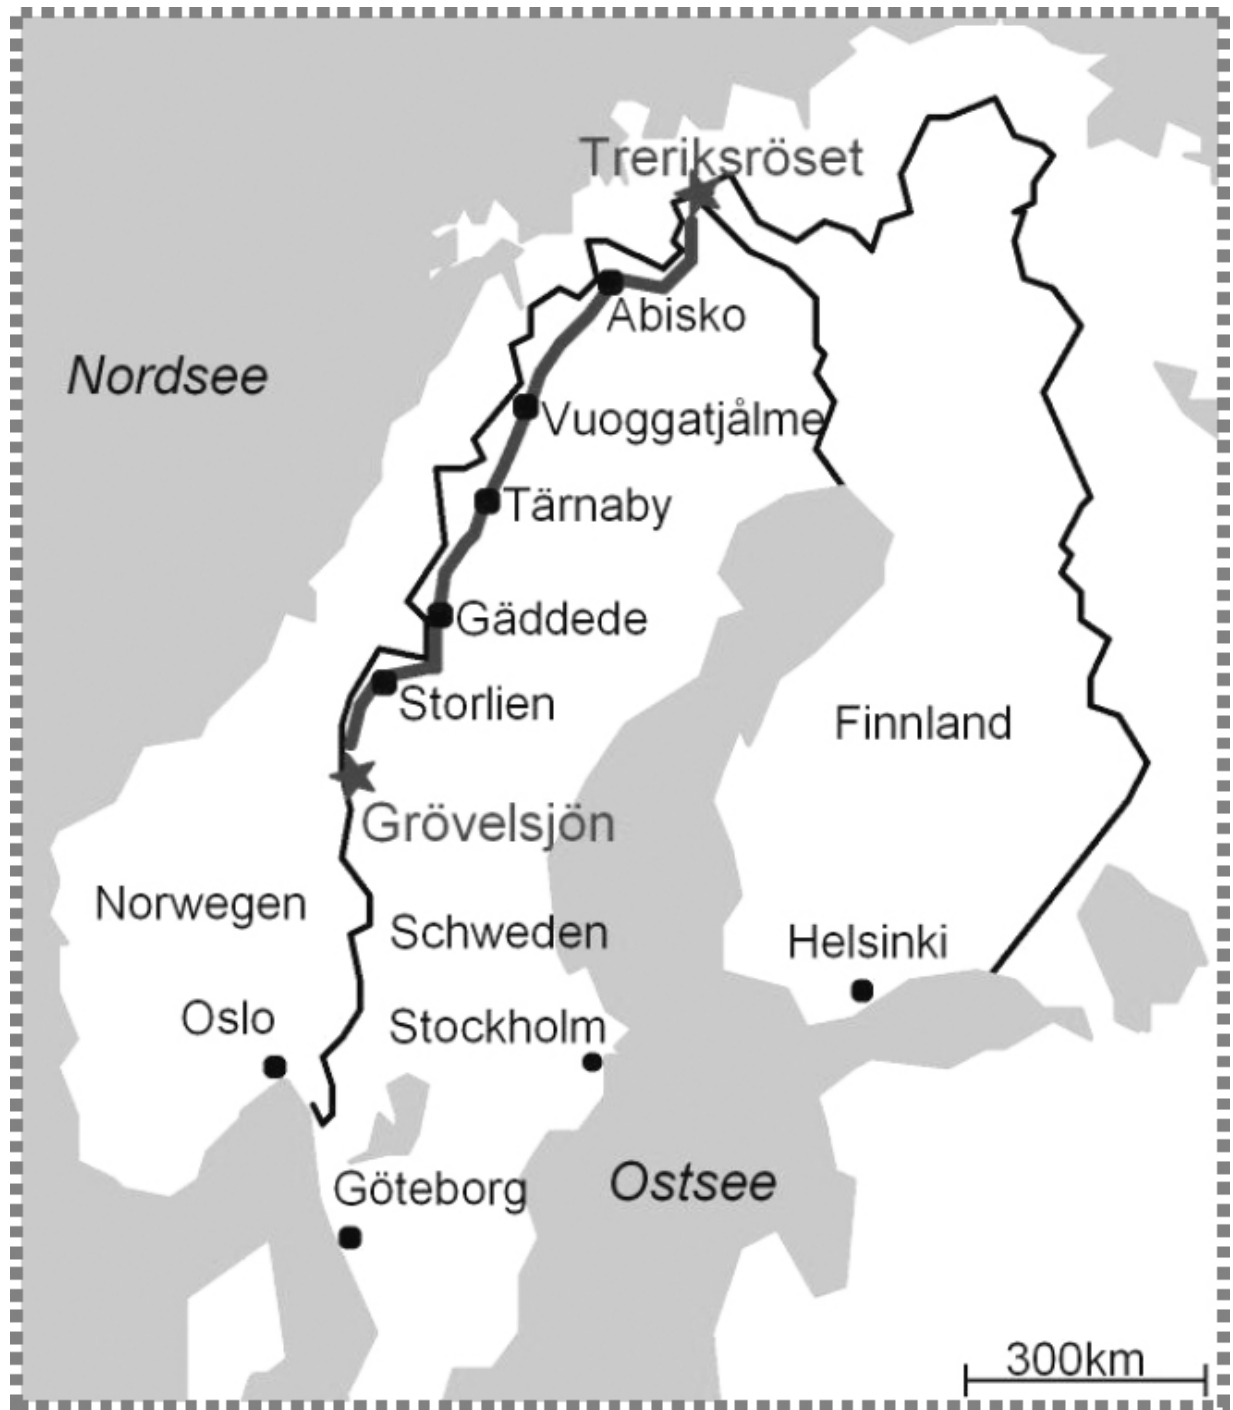 Treriksröset
Abisko
Nordsee
Vuoggatjålme
Tärnaby
Gäddede
Storlien
Finnland
Grövelsjön
Norwegen
Schweden
Helsinki
Oslo
Stockholm
Ostsee
Göteborg
300km